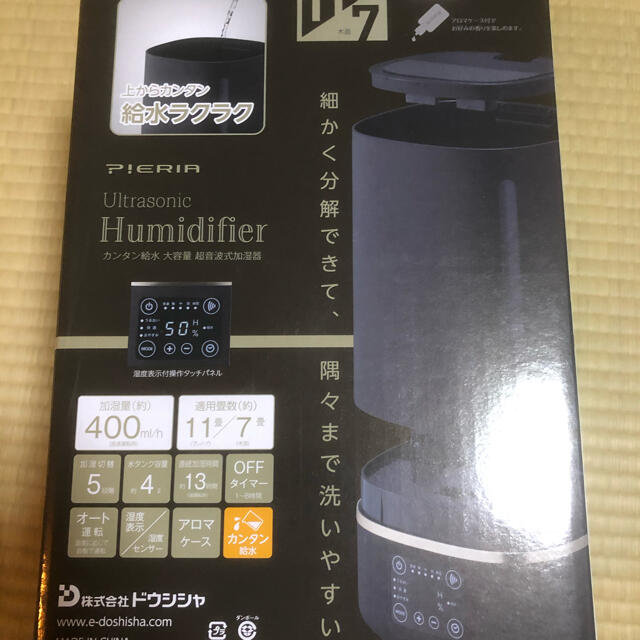 11/7
木造
アロマケース付で
お好みの香りを楽しめます。
上からカンタン
給水ラクラク
PIERIA
Ultrasonic
Humidifier
カンタン給水 大容量 超音波式加湿器
細かく分解できて、
隅々まで洗いやすい
50 H %
MODE
湿度表示付操作タッチパネル
加湿量(約)
400ml/h
適用畳数(約)
11畳/7畳
加湿切替
5段階
水タンク容量
約4ℓ
連続加湿時間
約13時間
OFF
タイマー
1~8時間
オート
運転
湿度
表示/湿度
センサー
アロマ
ケース
カンタン
給水
株式会社ドウシシャ
www.e-doshisha.com
プラ
ダンボール
MADE IN CHINA